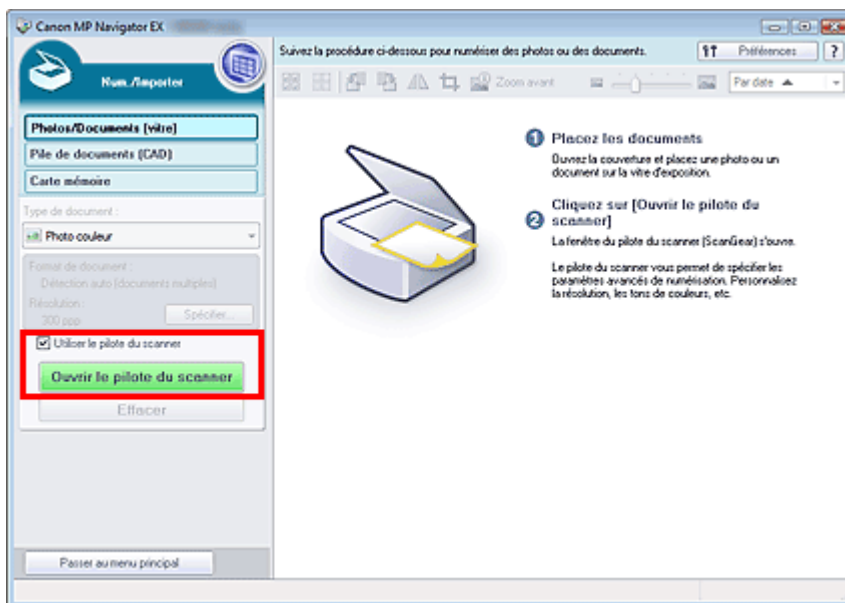 Canon MP Navigator EX
Num./Importer
Photos/Documents (vitre)
Pile de documents (CAD)
Carte mémoire
Type de document :
Photo couleur
Format de document :
Détection auto (documents multiples)
Résolution :
300 ppp
Spécifier...
Utiliser le pilote du scanner
Ouvrir le pilote du scanner
Effacer
Passer au menu principal
Suivez la procédure ci-dessous pour numériser des photos ou des documents.
Préférences
?
Zoom avant
Par date
1 Placez les documents
Ouvrez la couverture et placez une photo ou un
document sur la vitre d'exposition.
2 Cliquez sur [Ouvrir le pilote du
scanner]
La fenêtre du pilote du scanner (ScanGear) s'ouvre.
Le pilote du scanner vous permet de spécifier les
paramètres avancés de numérisation. Personnalisez
la résolution, les tons de couleurs, etc.